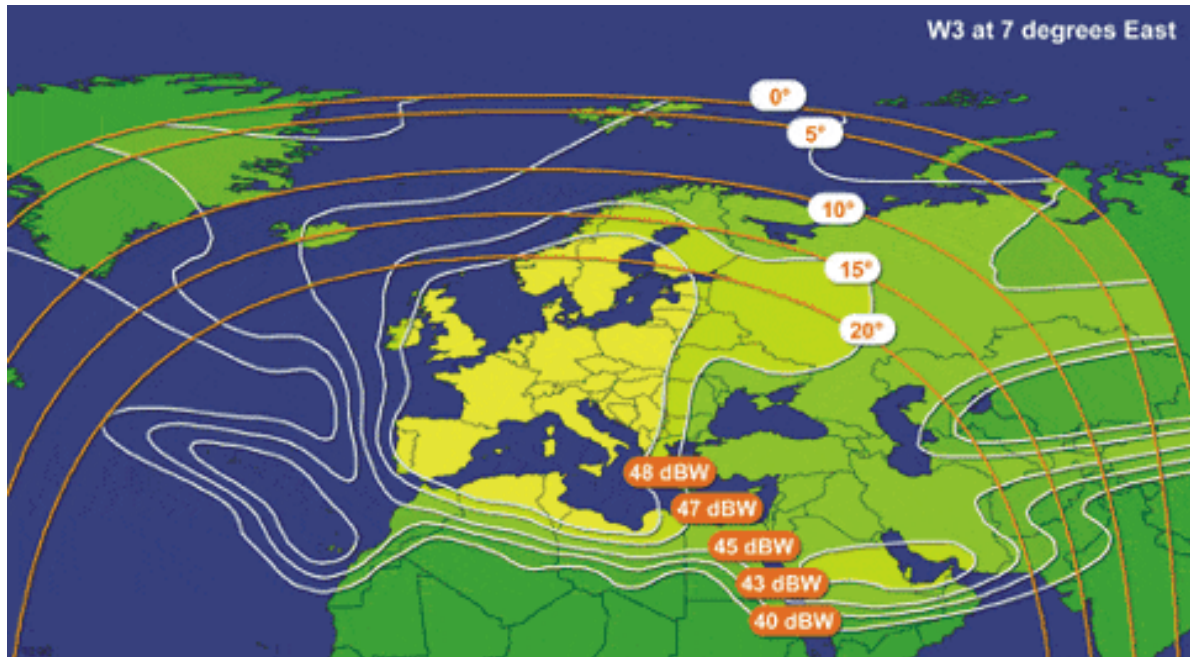 W3 at 7 degrees East
0°
5°
10°
15°
20°
48 dBW
47 dBW
45 dBW
43 dBW
40 dBW